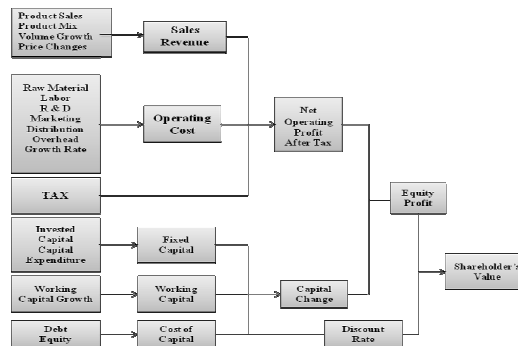 Product Sales
Product Mix
Volume Growth
Price Changes
Sales
Revenue
Raw Material
Labor
R & D
Marketing
Distribution
Overhead
Growth Rate
Operating
Cost
Net
Operating
Profit
After Tax
TAX
Equity
Profit
Invested
Capital
Capital
Expenditure
Fixed
Capital
Shareholder's
Value
Working
Capital Growth
Working
Capital
Capital
Change
Debt
Equity
Cost of
Capital
Discount
Rate